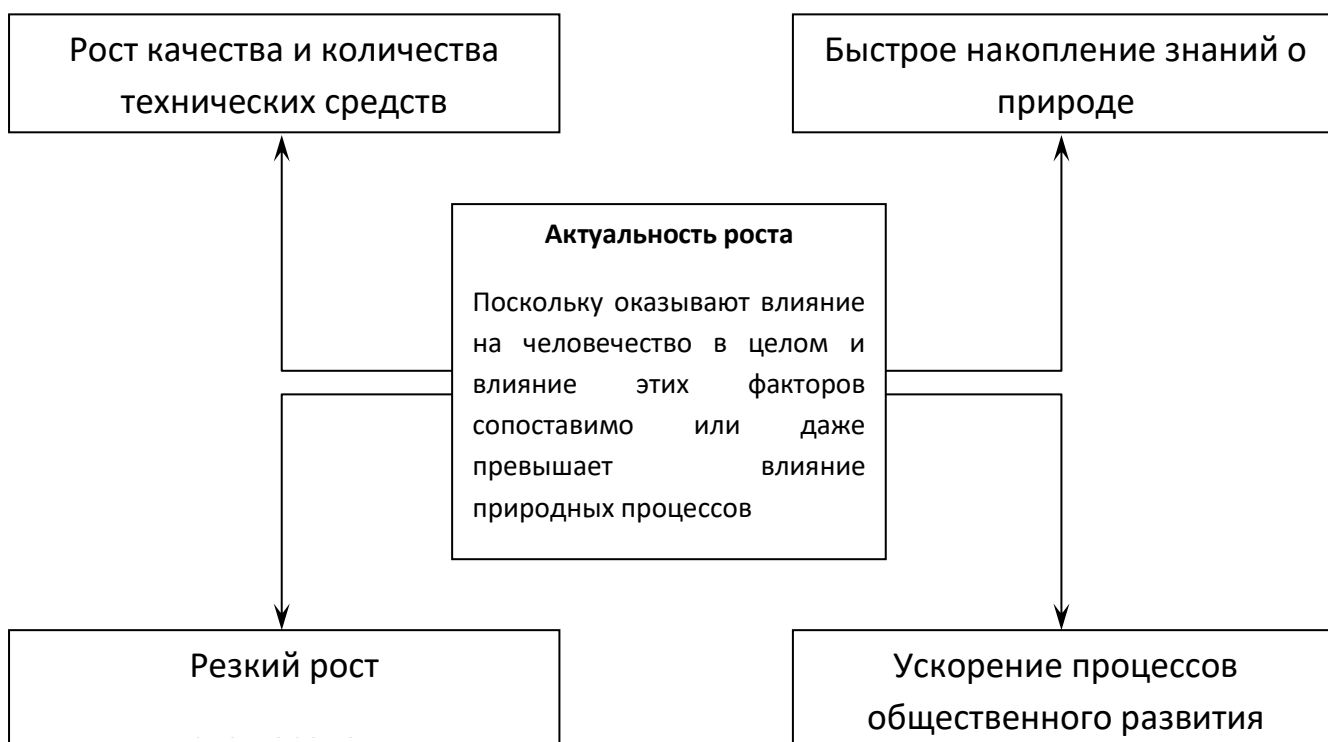 Рост качества и количества
технических средств
Быстрое накопление знаний о
природе
Актуальность роста
Поскольку оказывают влияние
на человечество в целом и
влияние этих факторов
сопоставимо или даже
превышает влияние
природных процессов
Резкий рост
Ускорение процессов
общественного развития